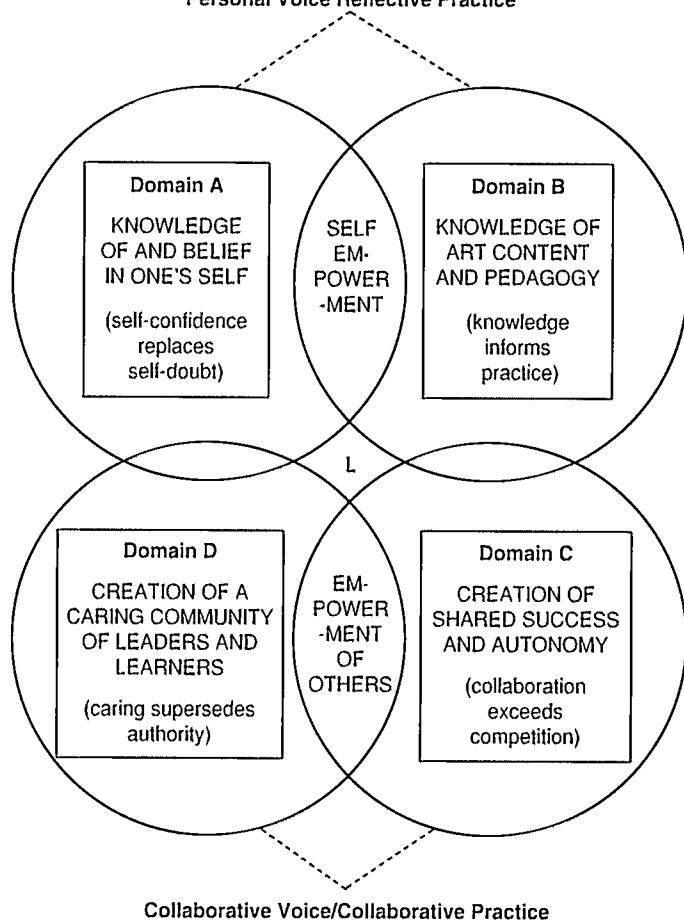 Personal Voice Reflective Practice
Domain A
KNOWLEDGE
OF AND BELIEF
IN ONE'S SELF
(self-confidence
replaces
self-doubt)
SELF
EM-
POWER
-MENT
Domain B
KNOWLEDGE OF
ART CONTENT
AND PEDAGOGY
(knowledge
informs
practice)
L
Domain D
CREATION OF A
CARING COMMUNITY
OF LEADERS AND
LEARNERS
(caring supersedes
authority)
EM-
POWER
-MENT
OF
OTHERS
Domain C
CREATION OF
SHARED SUCCESS
AND AUTONOMY
(collaboration
exceeds
competition)
Collaborative Voice/Collaborative Practice